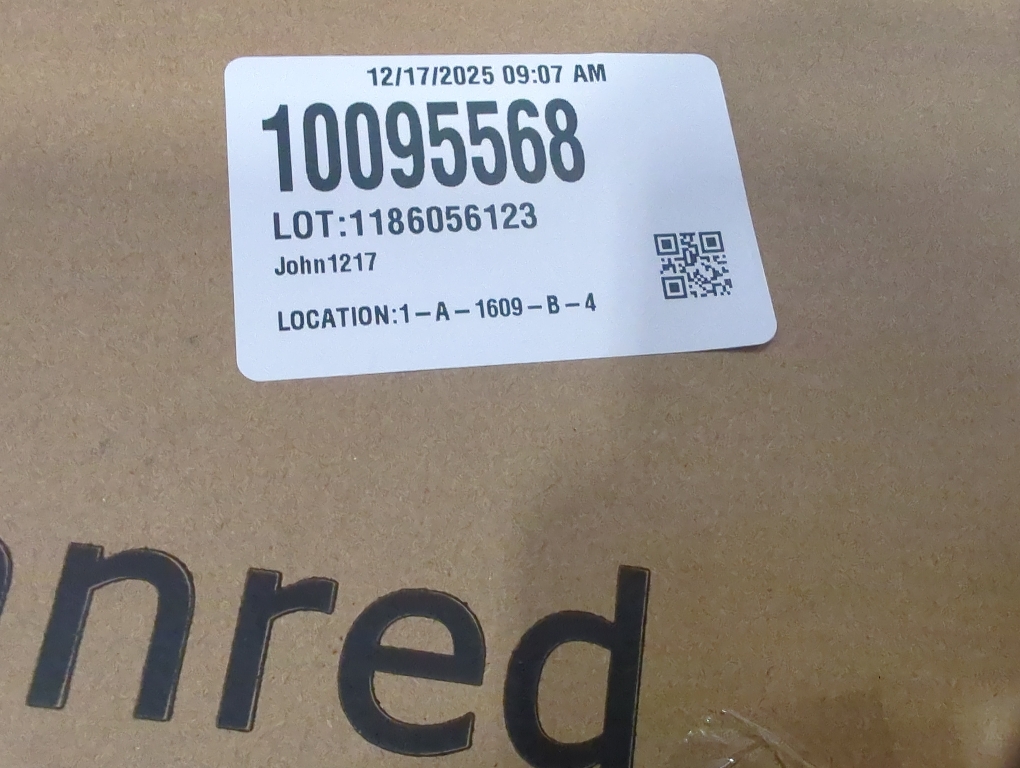 12/17/2025 09:07 AM
10095568
LOT:1186056123
John1217
LOCATION:1-A-1609-B-4
nred